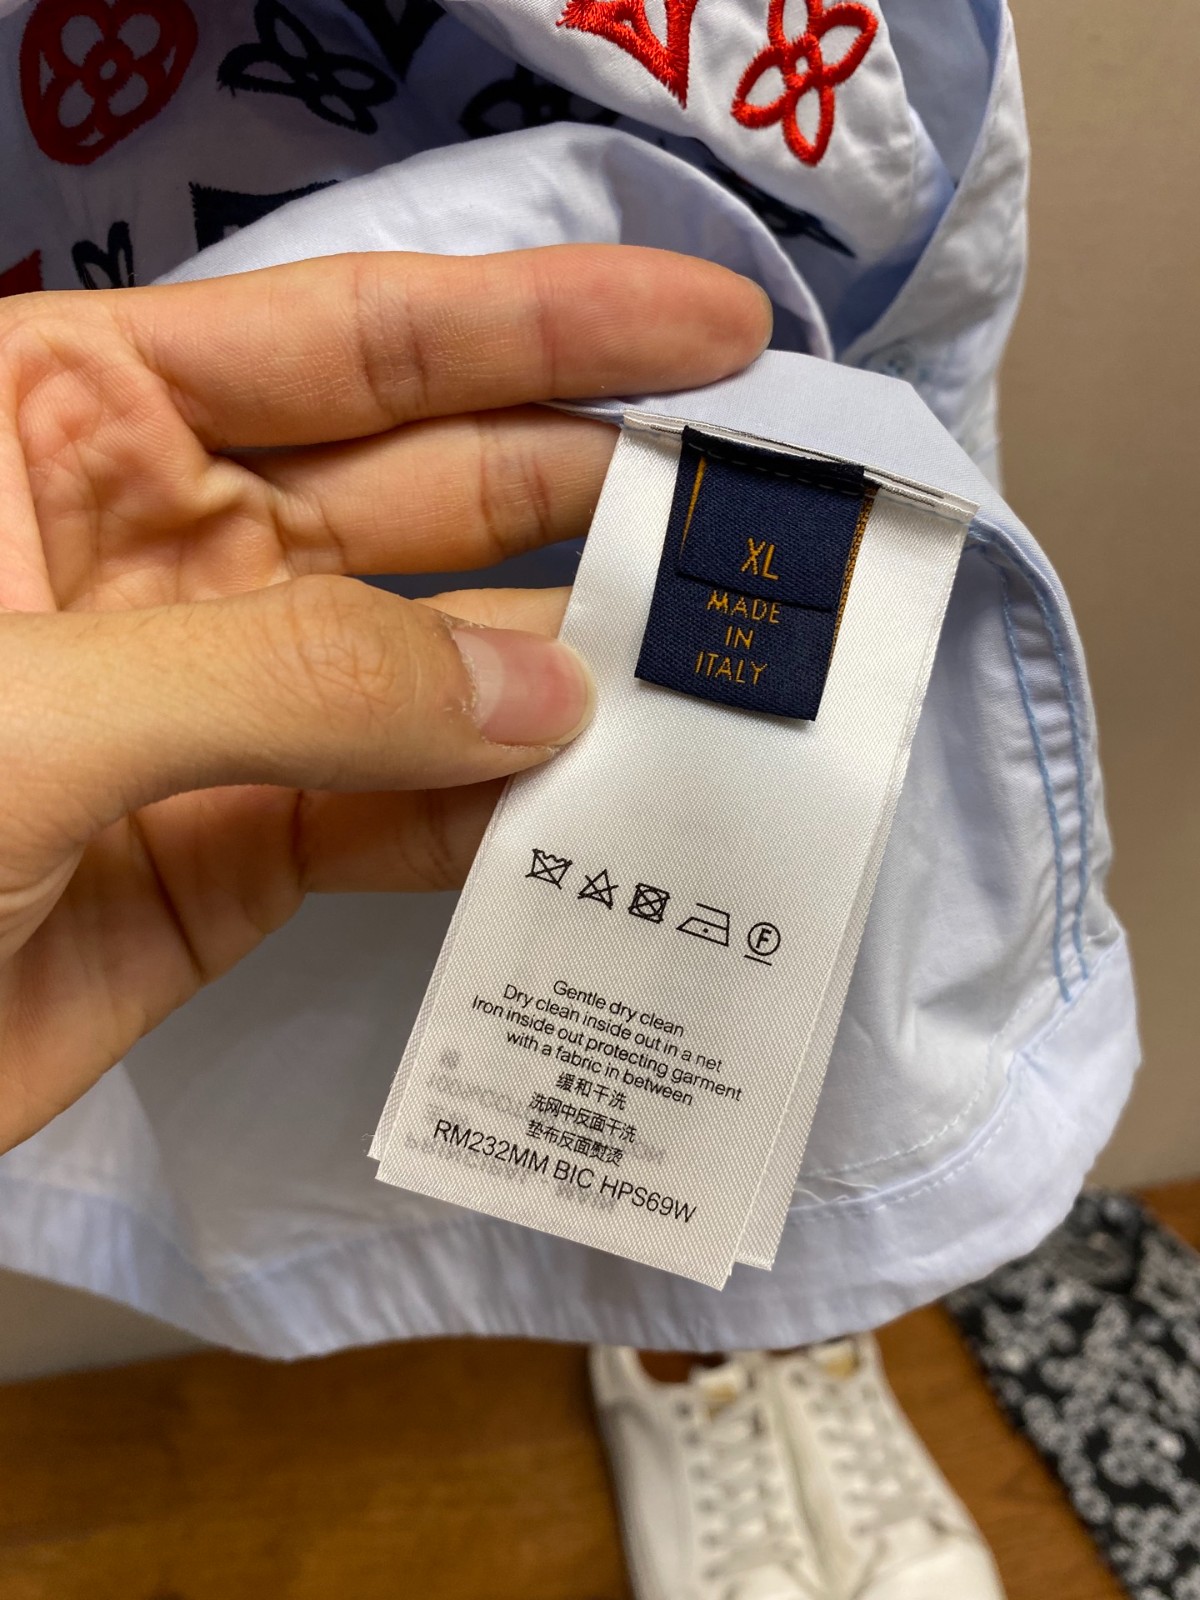 XL
MADE
IN
ITALY
F
Gentle dry clean
Dry clean inside out in a net
Iron inside out protecting garment
with a fabric in between
缓和干洗
洗网中反面干洗
垫布反面熨烫
RM232MM BIC HPS69W